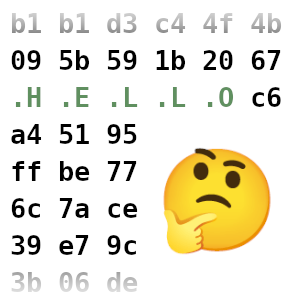 b1 b1 d3 c4 4f 4b
09 5b 59 1b 20 67
.H .E .L .L .O c6
a4 51 95
ff be 77
6c 7a ce
39 e7 9c
3b 06 de